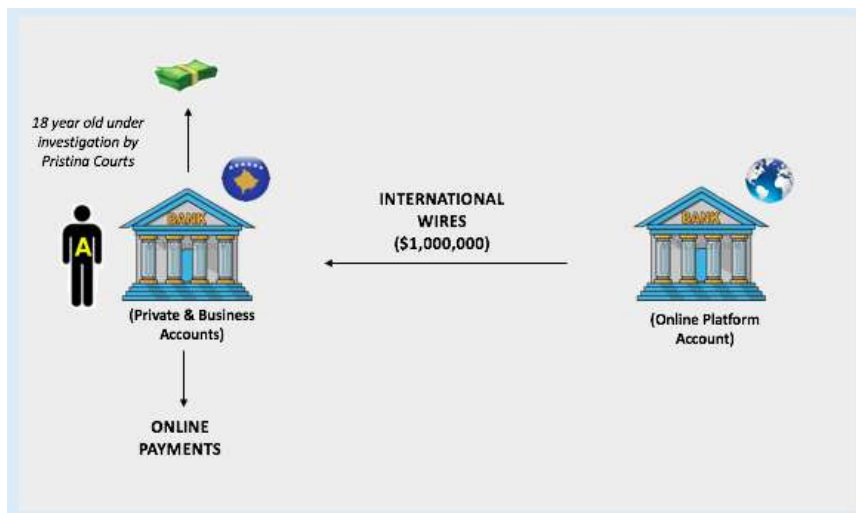 18 year old under
investigation by
Pristina Courts
BANK
A
(Private & Business
Accounts)
INTERNATIONAL
WIRES
($1,000,000)
BANK
(Online Platform
Account)
ONLINE
PAYMENTS